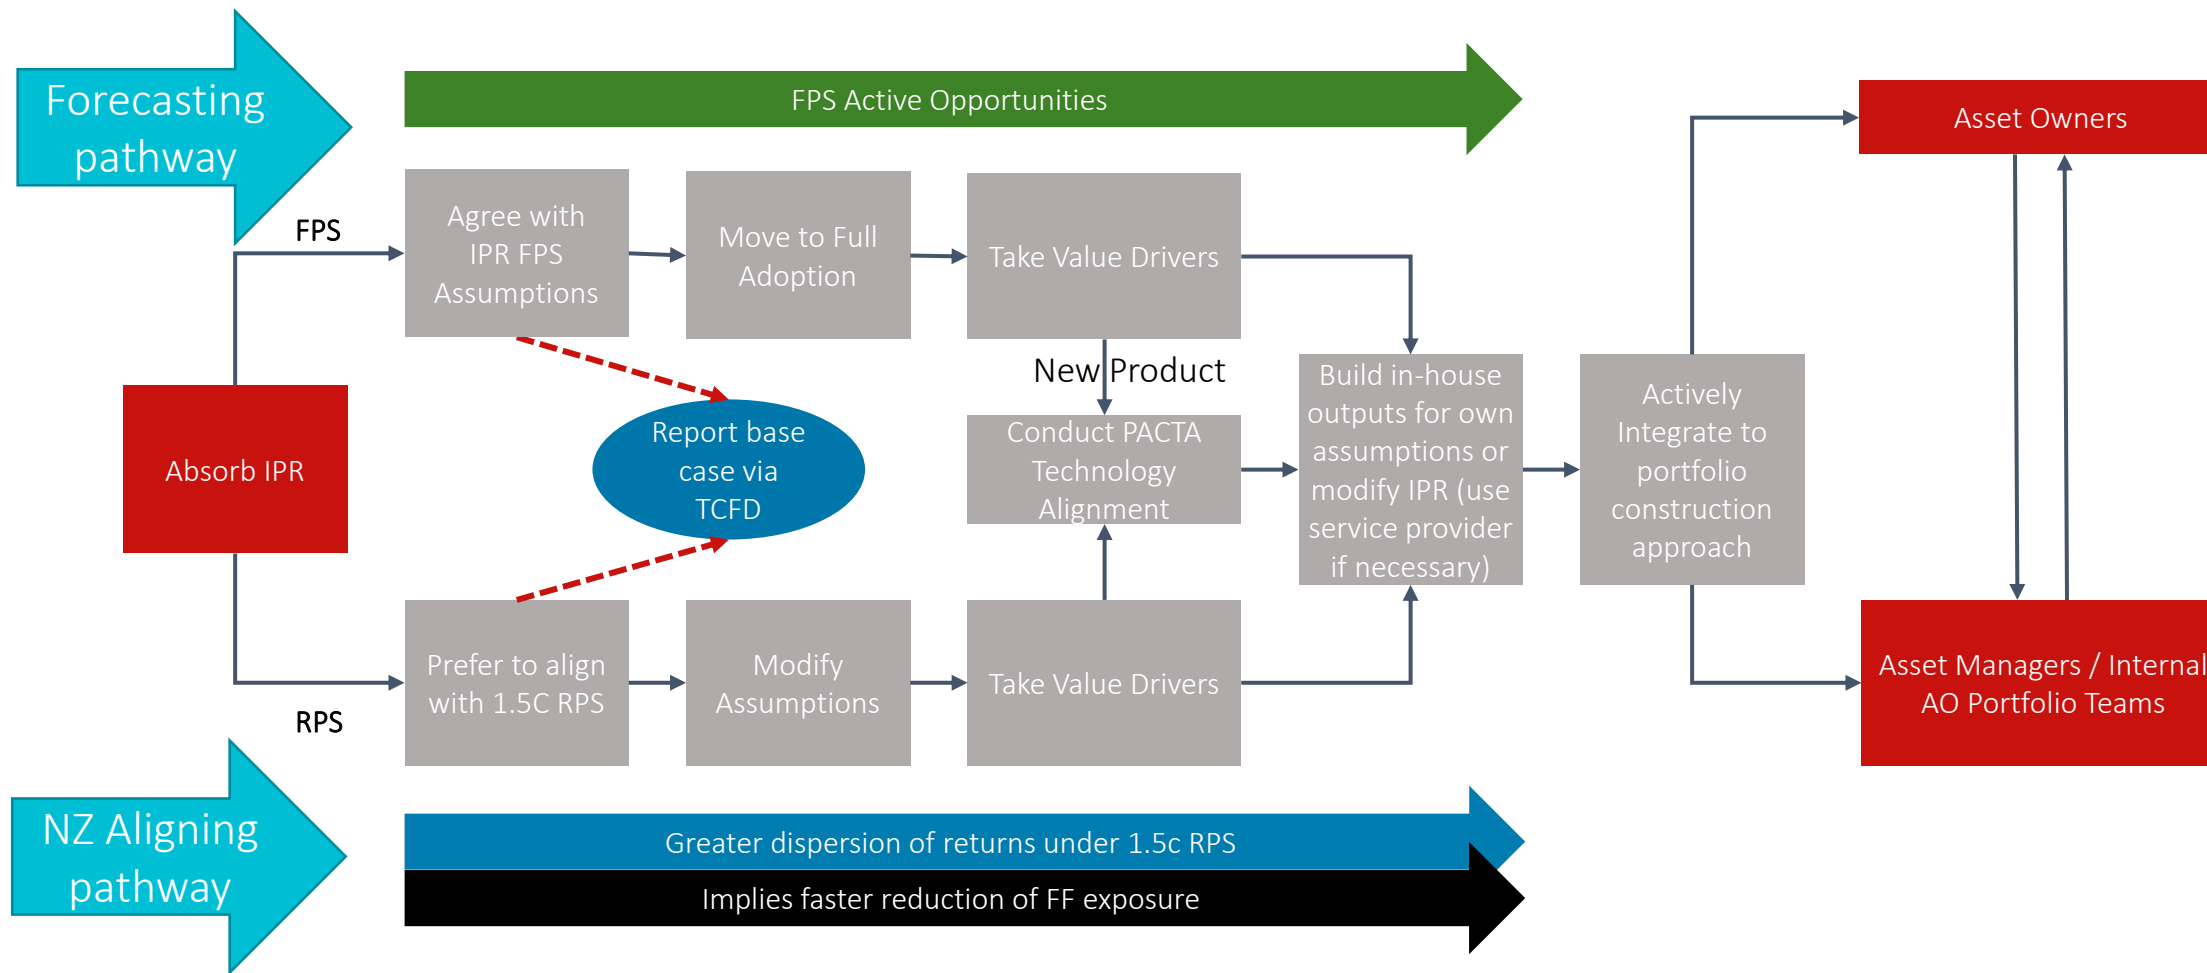 Forecasting
pathway
FPS Active Opportunities
Asset Owners
FPS
Agree with
IPR FPS
Assumptions
Move to Full
Adoption
Take Value Drivers
New Product
Absorb IPR
Report base
case via
TCFD
Conduct PACTA
Technology
Alignment
Build in-house
outputs for own
assumptions or
modify IPR (use
service provider
if necessary)
Actively
Integrate to
portfolio
construction
approach
RPS
Prefer to align
with 1.5C RPS
Modify
Assumptions
Take Value Drivers
Asset Managers / Internal
AO Portfolio Teams
NZ Aligning
pathway
Greater dispersion of returns under 1.5c RPS
Implies faster reduction of FF exposure